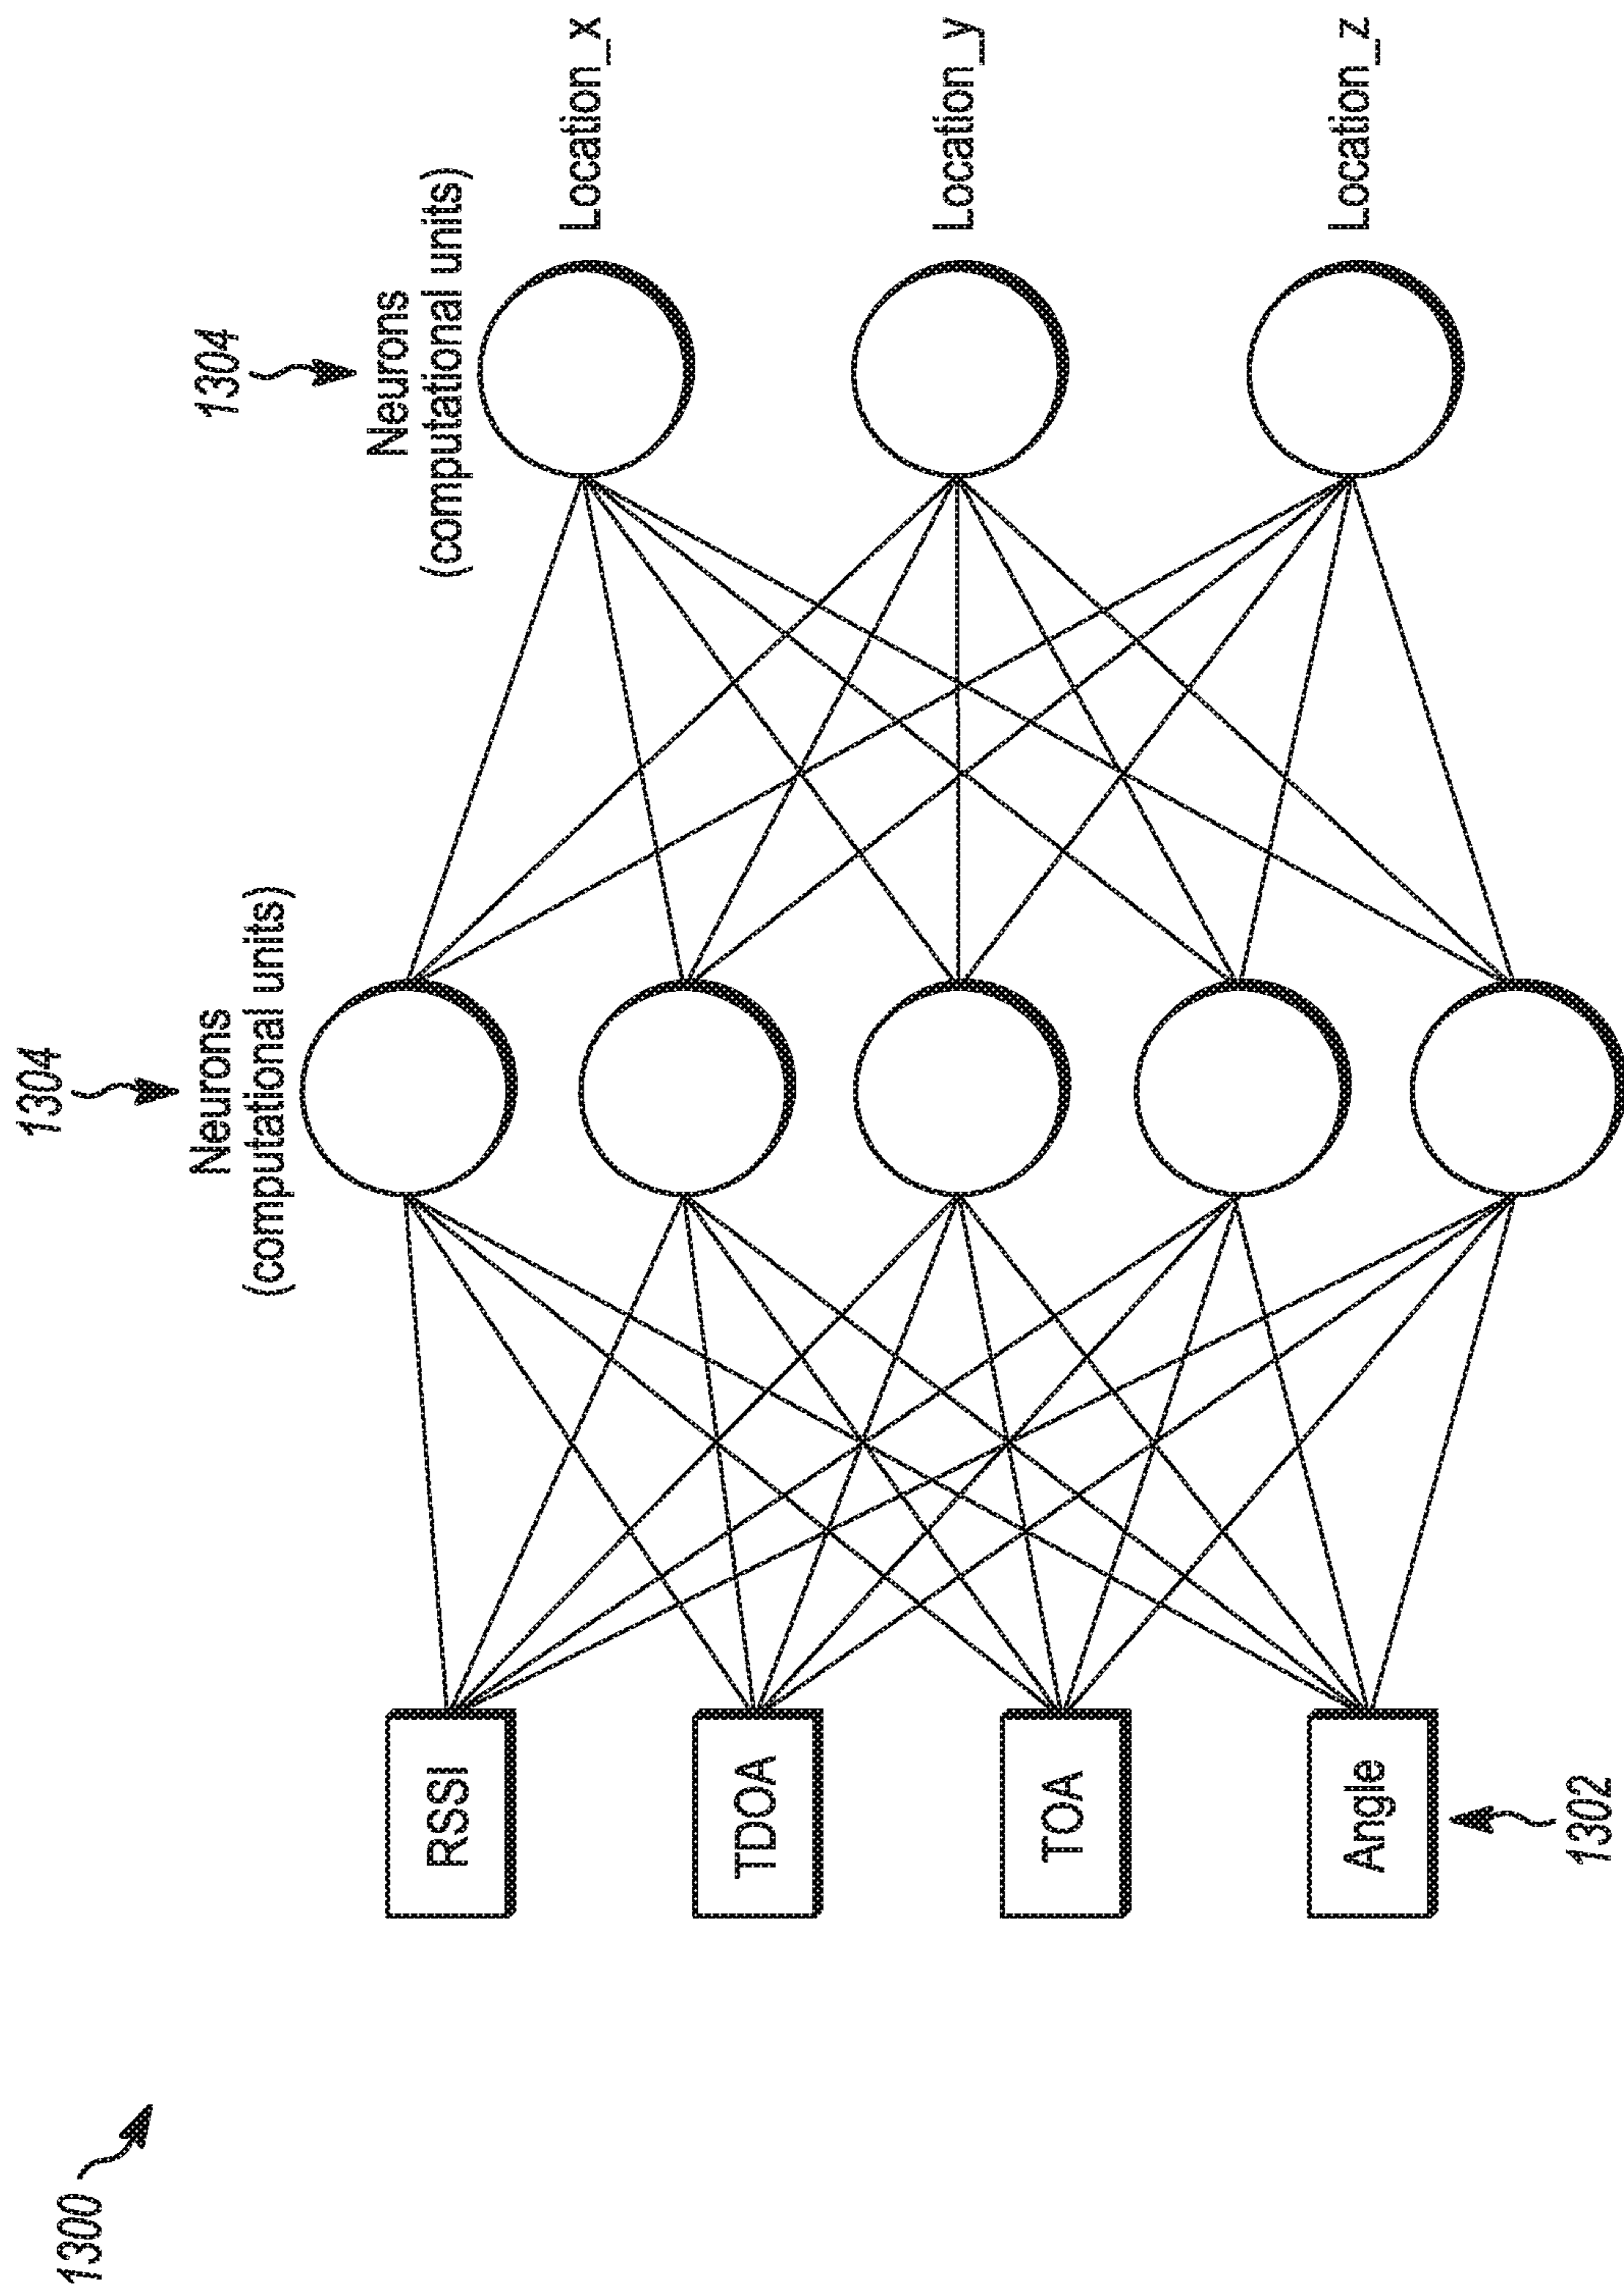 1300
1304
Neurons
(computational units)
1304
Neurons
(computational units)
RSSI
TDOA
TOA
Angle
1302
Location_x
Location_y
Location_z